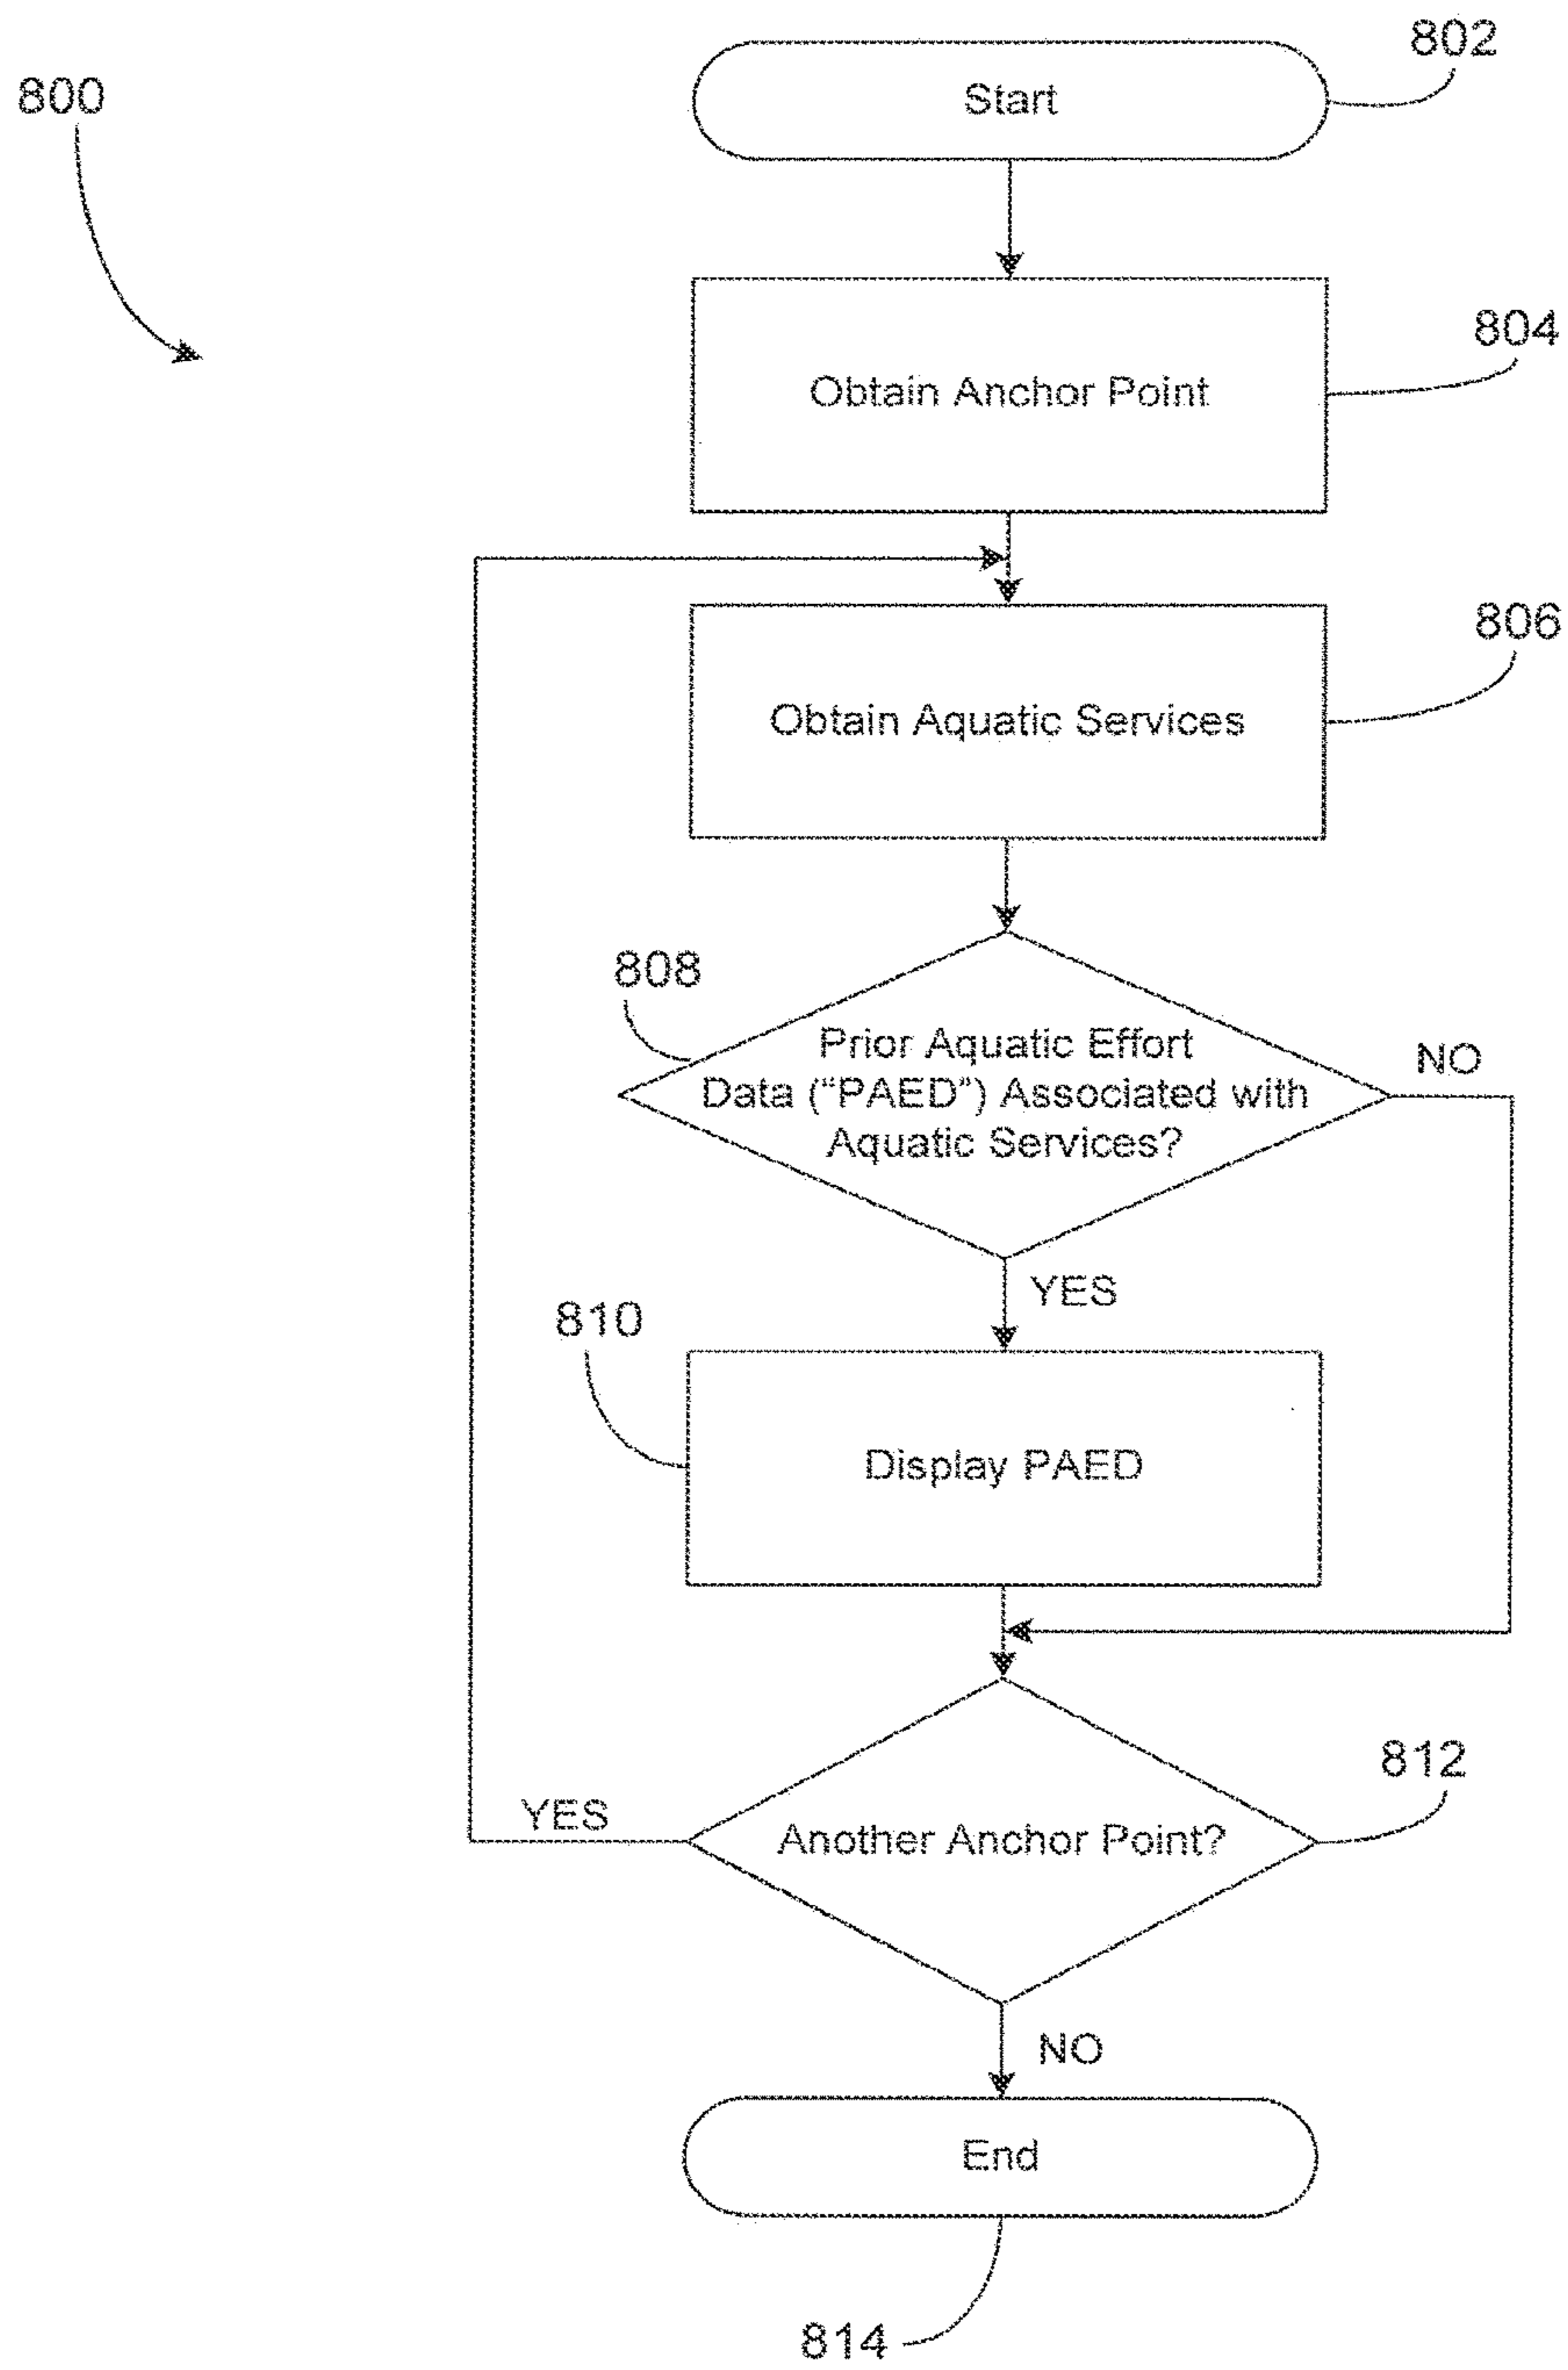 802
800
Start
804
Obtain Anchor Point
806
Obtain Aquatic Services
808
Prior Aquatic Effort
Data (“PAED”) Associated with
Aquatic Services?
NO
YES
810
Display PAED
812
YES
Another Anchor Point?
NO
End
814